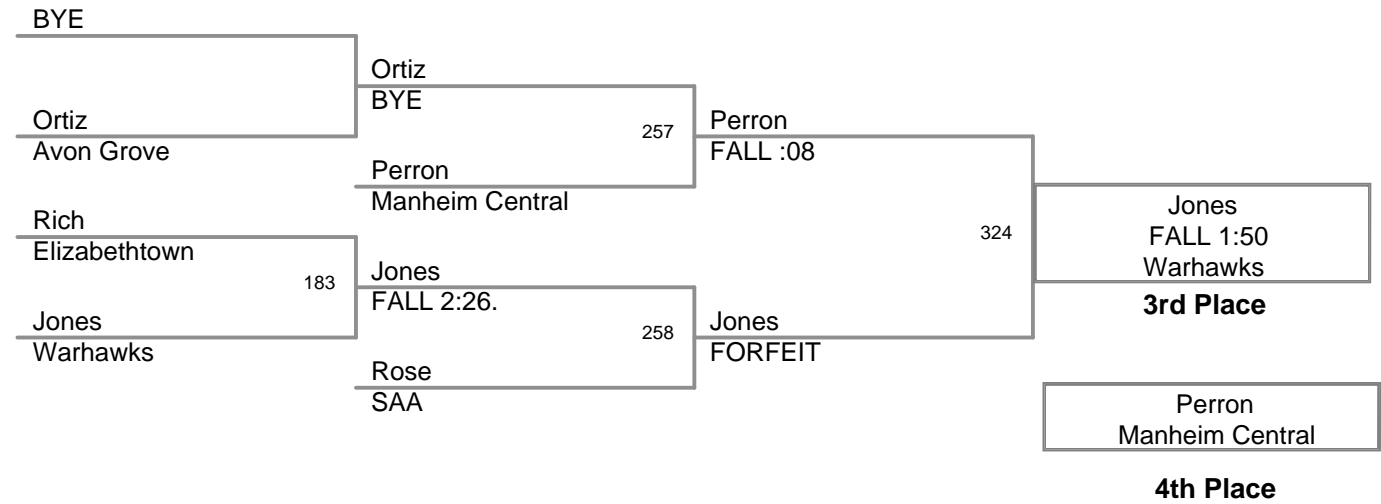 BYE
Ortiz
BYE
Ortiz
Avon Grove
257
Perron
FALL :08
Perron
Manheim Central
Rich
Elizabethtown
183
Jones
FALL 2:26.
324
Jones
FALL 1:50
Warhawks
3rd Place
Jones
Warhawks
258
Jones
FORFEIT
Rose
SAA
Perron
Manheim Central
4th Place